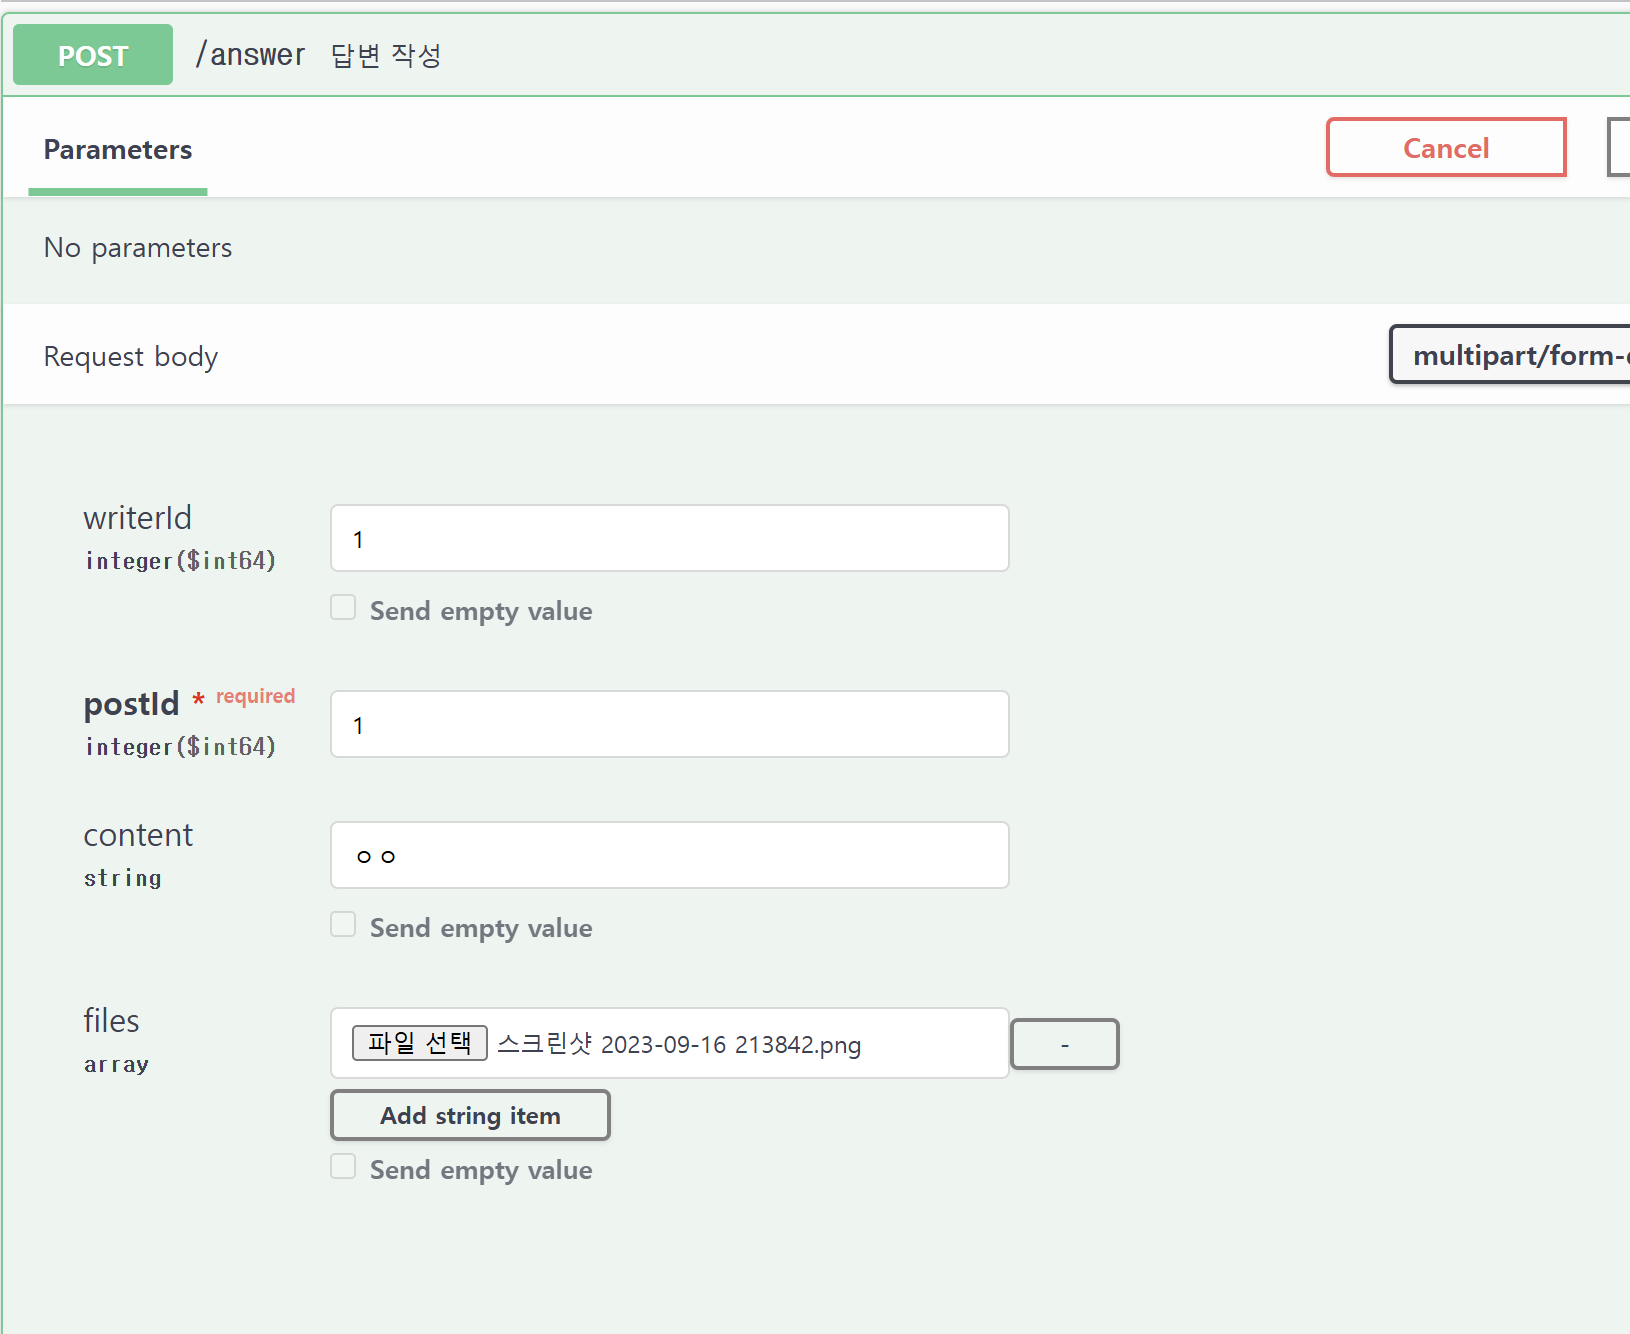 POST /answer 답변 작성
Parameters
Cancel
No parameters
Request body
multipart/form-
writerId
1
integer($int64)
Send empty value
postId * required
1
integer($int64)
content
ㅇㅇ
string
Send empty value
files
파일 선택 스크린샷 2023-09-16 213842.png
-
array
Add string item
Send empty value